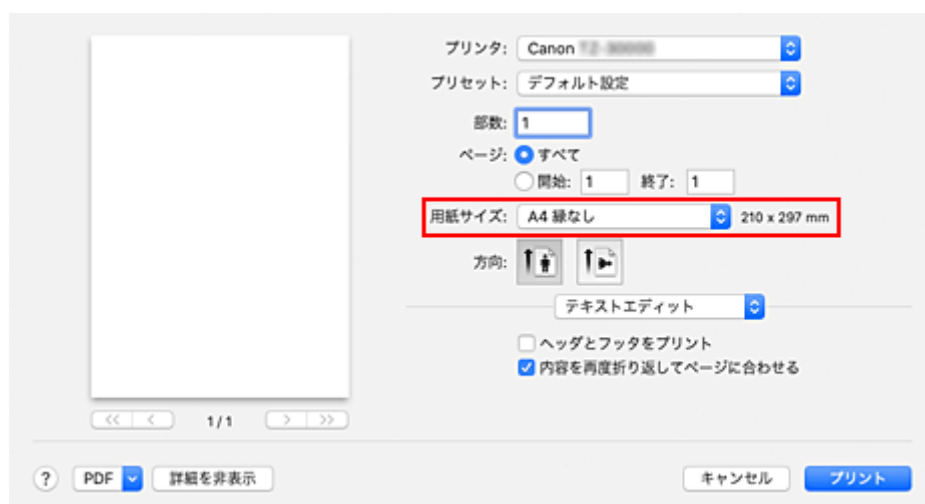 プリンタ: Canon
プリセット: デフォルト設定
部数: 1
ページ: すべて
開始: 1 終了: 1
用紙サイズ: A4 縁なし 210 x 297 mm
方向:
テキストエディット
ヘッダとフッタをプリント
内容を再度折り返してページに合わせる
<< < 1/1 > >>
? PDF 詳細を非表示 キャンセル プリント